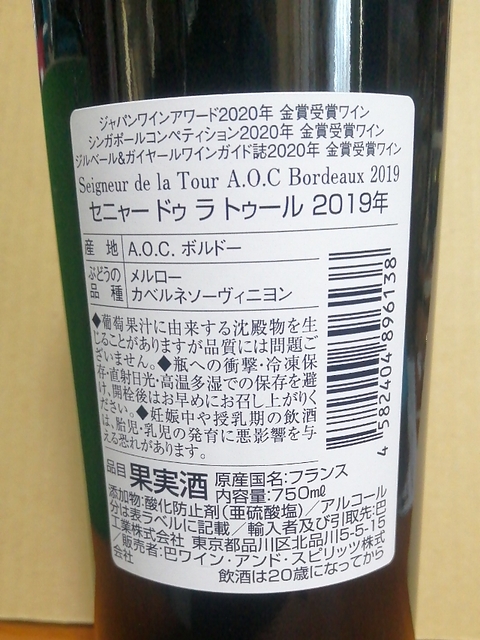 ジャパンワインアワード2020年 金賞受賞ワイン
シンガポールコンペティション2020年 金賞受賞ワイン
ジルベール&ガイヤールワインガイド誌2020年 金賞受賞ワイン
Seigneur de la Tour A.O.C Bordeaux 2019
セニャー ドゥ ラ トゥール 2019年
産 地 A.O.C. ボルドー
ぶどうの品 種 メルロー
カベルネソーヴィニヨン
◆葡萄果汁に由来する沈殿物を生
じることがありますが品質には問題ご
ざいません。◆瓶への衝撃・冷凍保
存・直射日光・高温多湿での保存を避
け、開栓後はお早めにお召し上がりく
ださい。◆妊娠中や授乳期の飲酒
は、胎児・乳児の発育に悪影響を与
える恐れがあります。
4 582404 896138
品目 果実酒 原産国名:フランス
内容量:750mℓ
添加物:酸化防止剤(亜硫酸塩)/アルコール
分は表ラベルに記載/輸入者及び引取先:巴
工業株式会社 東京都品川区北品川5-5-15
/販売者:巴ワイン・アンド・スピリッツ株式
会社
飲酒は20歳になってから